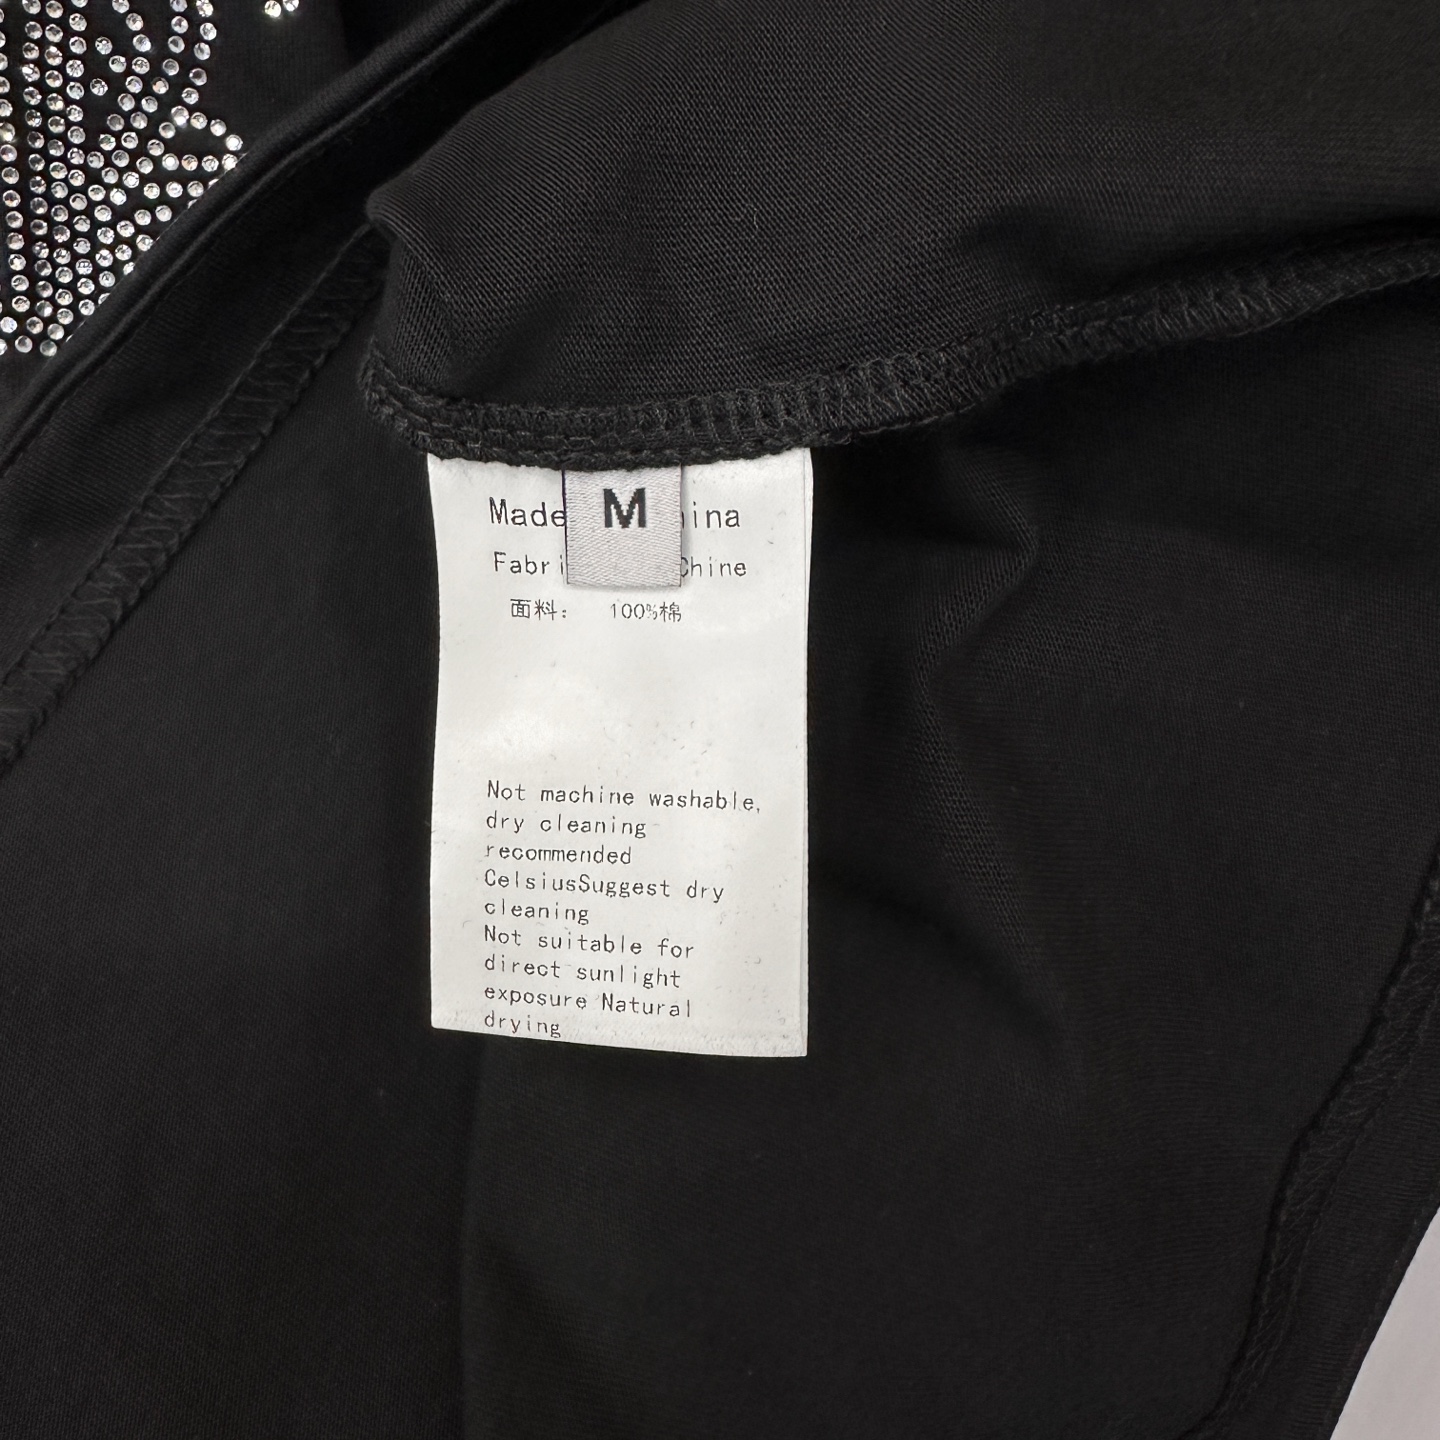 M
Made ina
Fabri Chine
面料： 100%棉
Not machine washable,
dry cleaning
recommended
CelsiusSuggest dry
cleaning
Not suitable for
direct sunlight
exposure Natural
drying